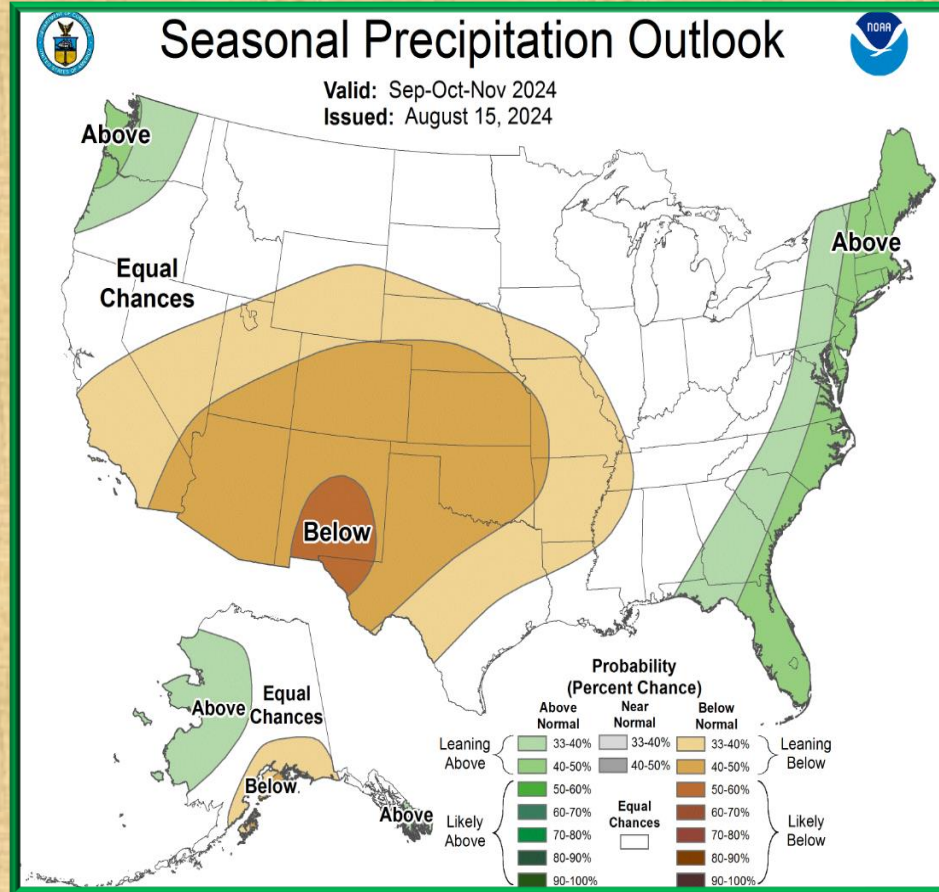 Seasonal Precipitation Outlook
NOAA
Valid: Sep-Oct-Nov 2024
Issued: August 15, 2024
Above
Equal
Chances
Above
Below
Above
Equal
Chances
Below
Above
Probability
(Percent Chance)
Above Normal
Near Normal
Below Normal
Leaning Above
33-40%
33-40%
33-40%
Leaning Below
40-50%
40-50%
40-50%
Likely Above
50-60%
60-70%
70-80%
80-90%
90-100%
Equal Chances
50-60%
60-70%
70-80%
80-90%
90-100%
Likely Below